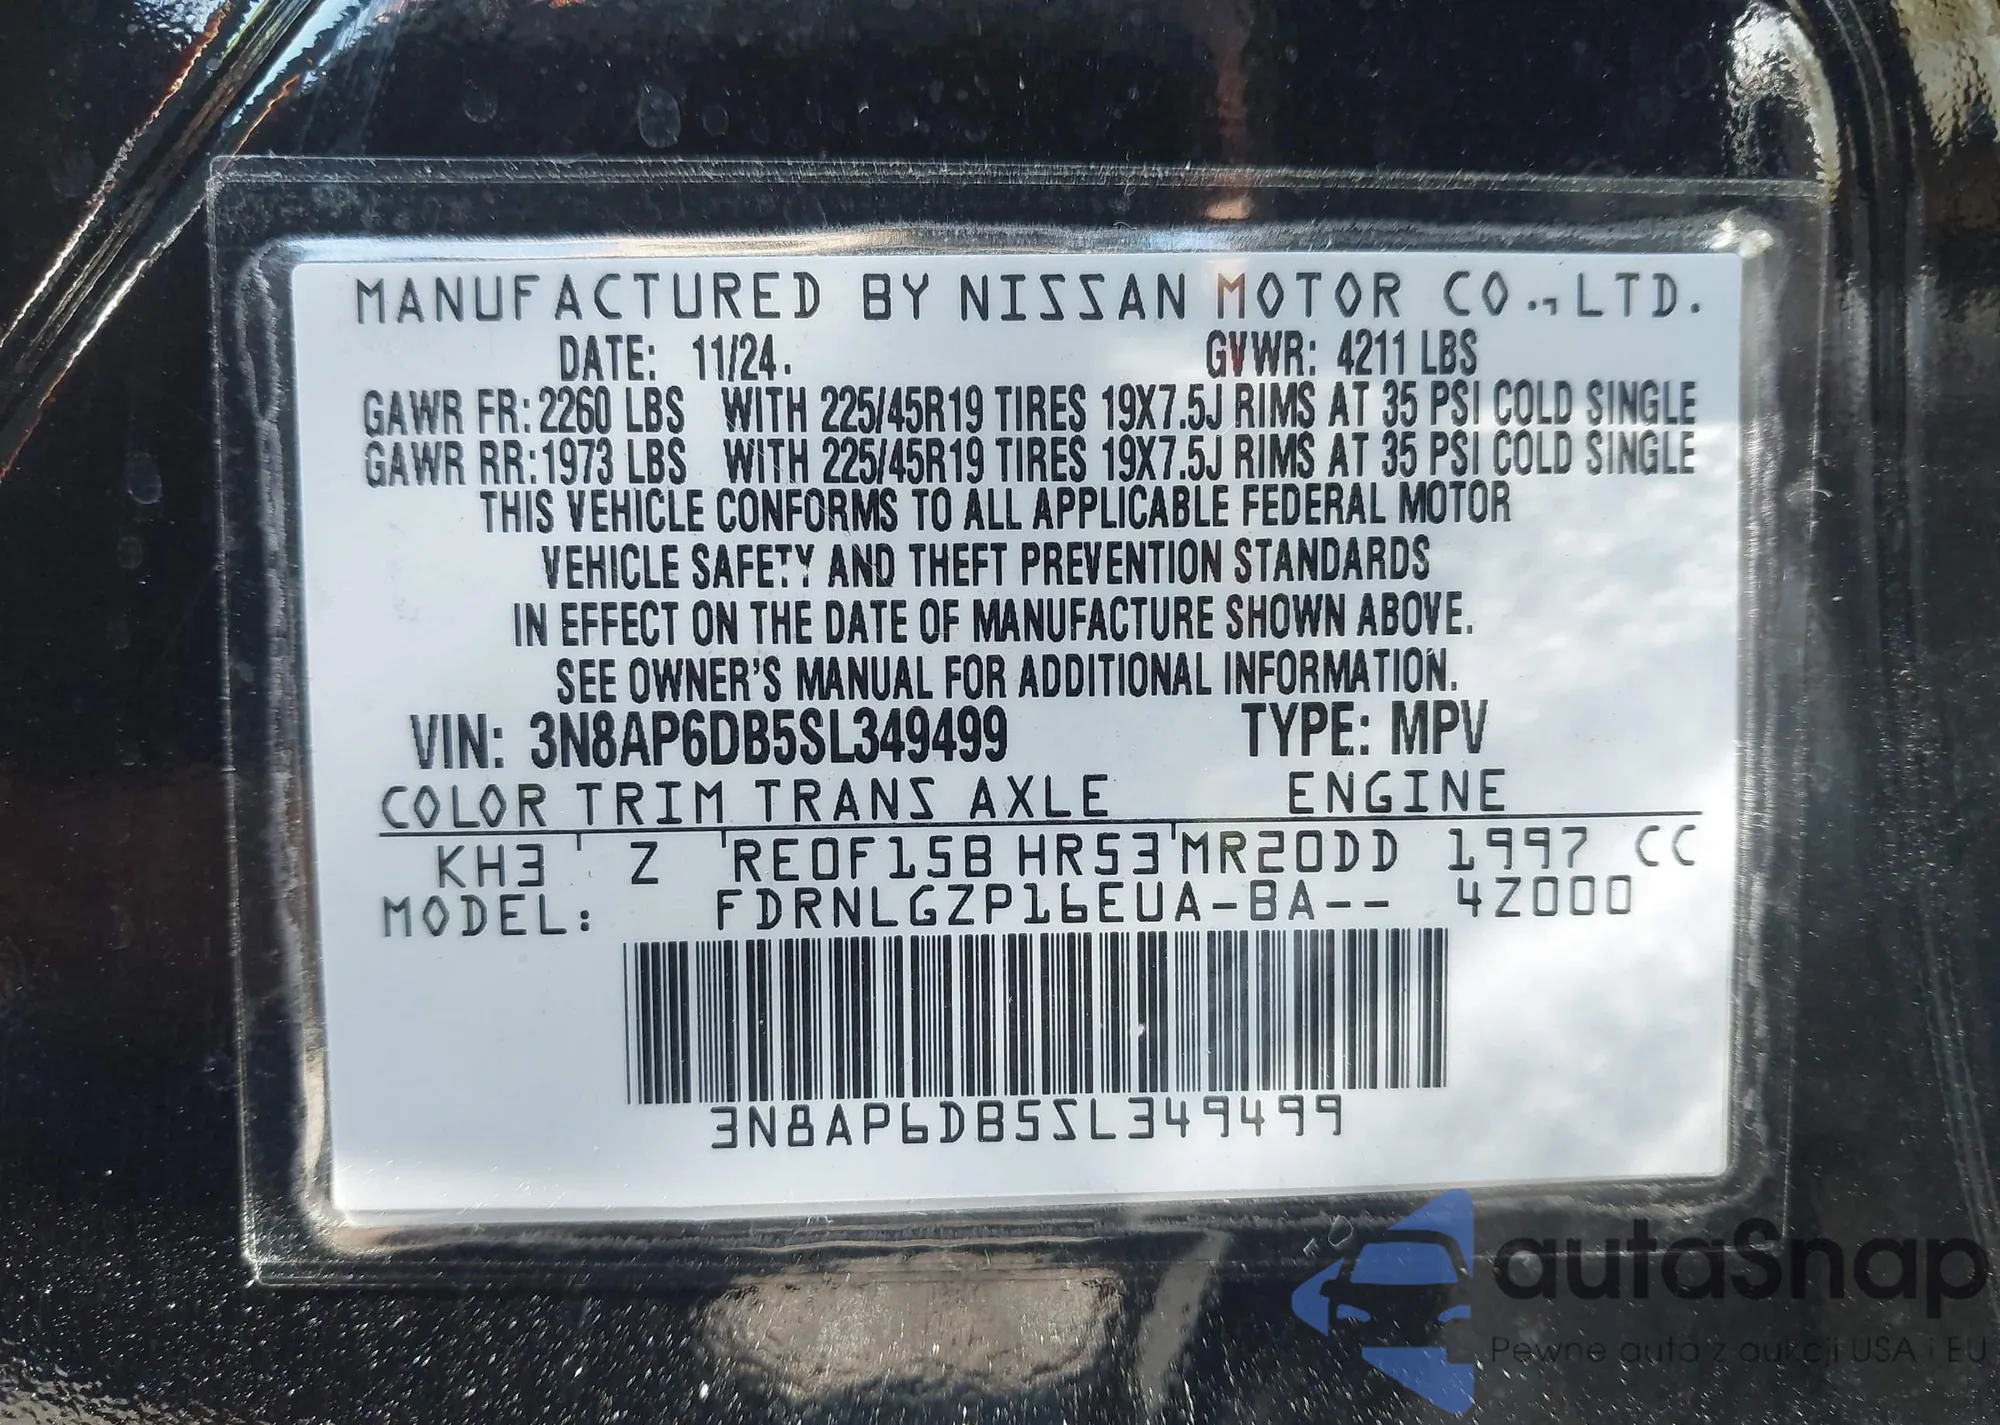 MANUFACTURED BY NISSAN MOTOR CO., LTD.
DATE: 11/24. GVWR: 4211 LBS
GAWR FR: 2260 LBS WITH 225/45R19 TIRES 19X7.5J RIMS AT 35 PSI COLD SINGLE
GAWR RR: 1973 LBS WITH 225/45R19 TIRES 19X7.5J RIMS AT 35 PSI COLD SINGLE
THIS VEHICLE CONFORMS TO ALL APPLICABLE FEDERAL MOTOR
VEHICLE SAFETY AND THEFT PREVENTION STANDARDS
IN EFFECT ON THE DATE OF MANUFACTURE SHOWN ABOVE.
SEE OWNER'S MANUAL FOR ADDITIONAL INFORMATION.
VIN: 3N8AP6DB5SL349499 TYPE: MPV
COLOR TRIM TRANS AXLE ENGINE
KH3 Z RE0F15B HR53 MR20DD 1997 CC
MODEL: FDRNLGZP16EUA-BA-- 4Z000
3N8AP6DB5SL349499
autaSnap
Pewne auta z aukcji USA i EU